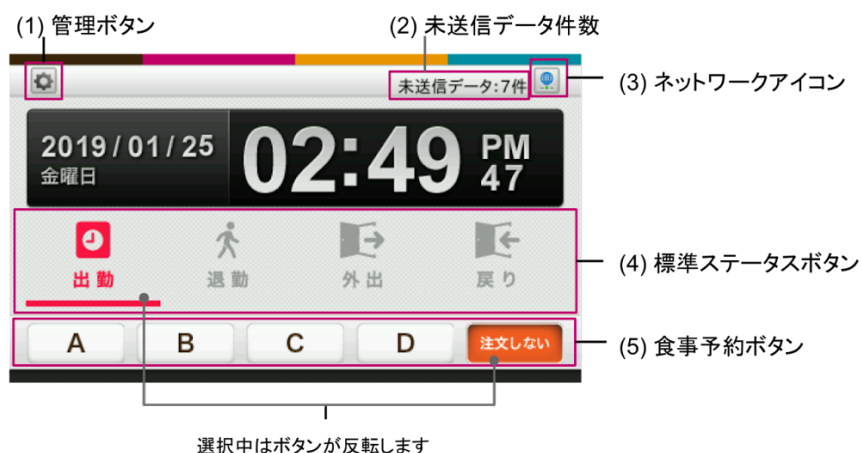 (1) 管理ボタン
(2) 未送信データ件数
未送信データ:7件
(3) ネットワークアイコン
2019/01/25
金曜日
02:49
PM
47
出勤
退勤
外出
戻り
(4) 標準ステータスボタン
A
B
C
D
注文しない
(5) 食事予約ボタン
選択中はボタンが反転します